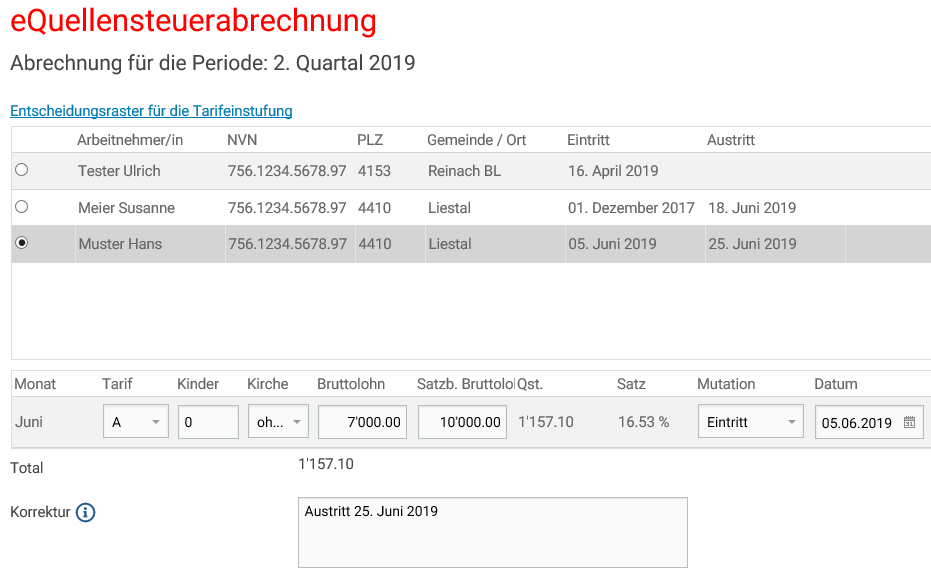 eQuellensteuerabrechnung
Abrechnung für die Periode: 2. Quartal 2019
Entscheidungsraster für die Tarifeinstufung
Arbeitnehmer/in NVN PLZ Gemeinde / Ort Eintritt Austritt
Tester Ulrich 756.1234.5678.97 4153 Reinach BL 16. April 2019
Meier Susanne 756.1234.5678.97 4410 Liestal 01. Dezember 2017 18. Juni 2019
Muster Hans 756.1234.5678.97 4410 Liestal 05. Juni 2019 25. Juni 2019
Monat Tarif Kinder Kirche Bruttolohn Satzb. Bruttolol Qst. Satz Mutation Datum
Juni A 0 oh... 7'000.00 10'000.00 1'157.10 16.53 % Eintritt 05.06.2019
Total 1'157.10
Korrektur Austritt 25. Juni 2019